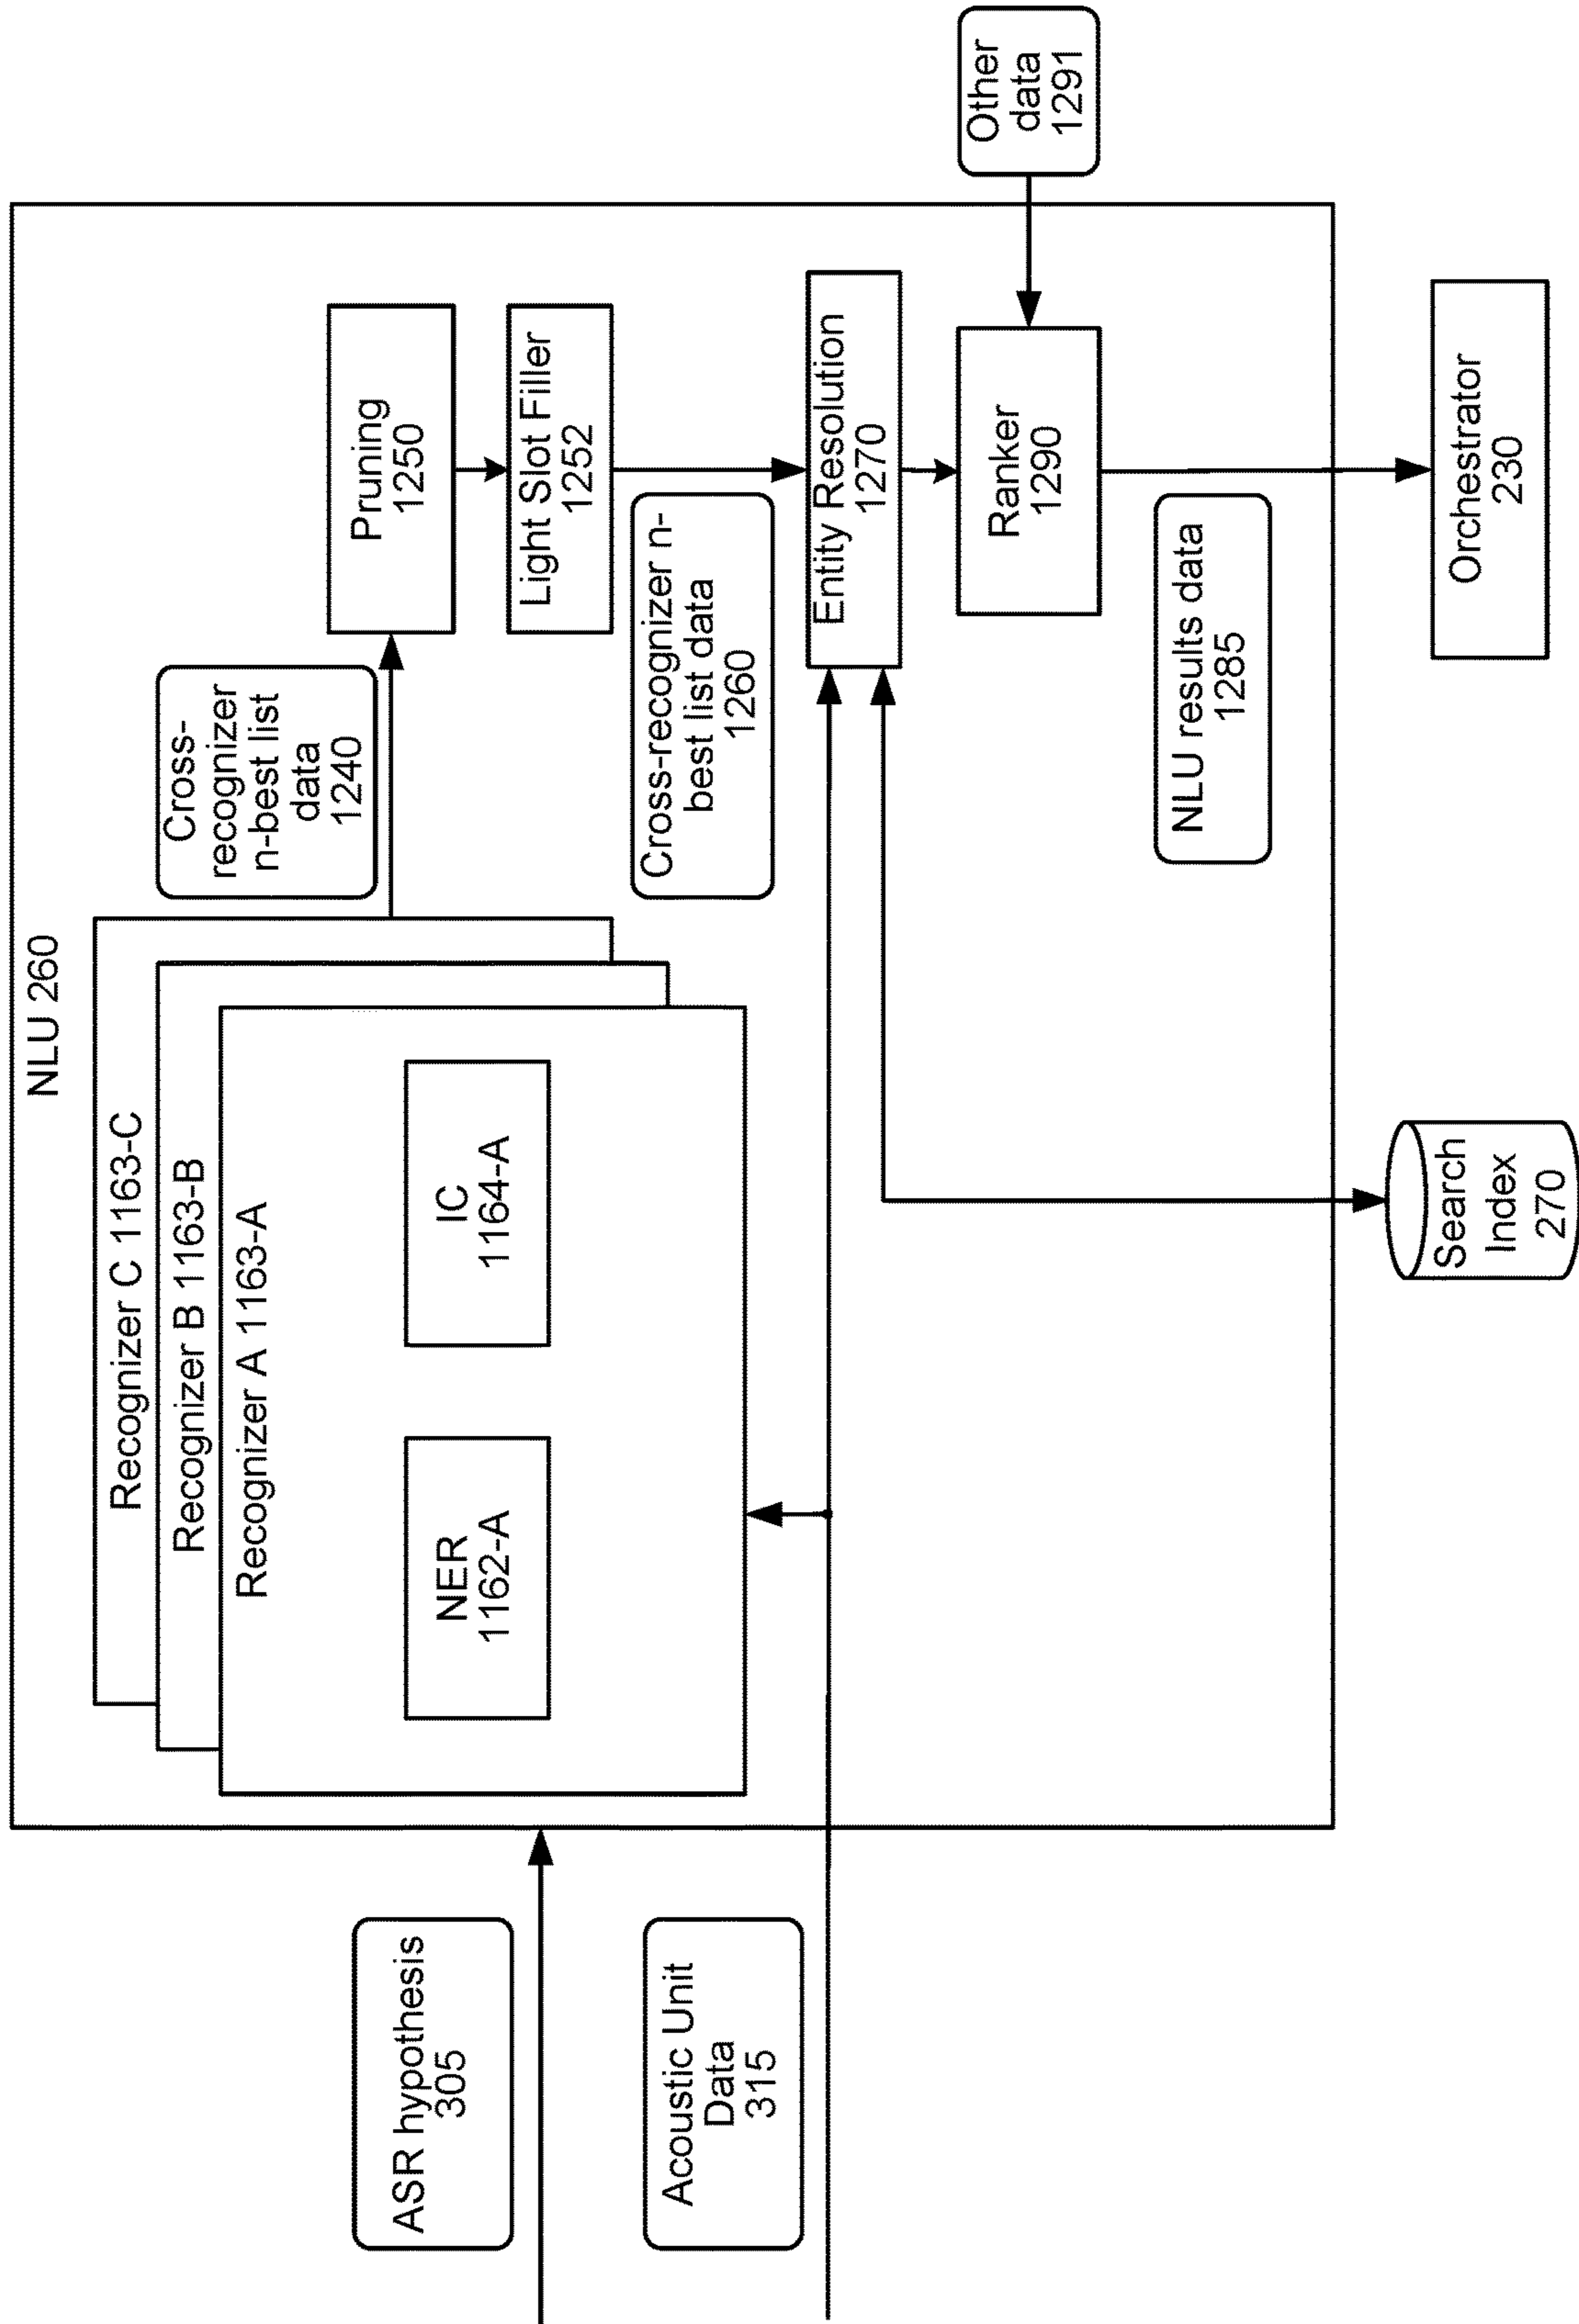 NLU 260
Recognizer C 1163-C
Recognizer B 1163-B
Recognizer A 1163-A
NER
1162-A
IC
1164-A
Cross-
recognizer
n-best list
data
1240
Pruning
1250
Light Slot Filler
1252
Cross-recognizer n-
best list data
1260
Entity Resolution
1270
Ranker
1290
Other
data
1291
NLU results data
1285
Orchestrator
230
Search
Index
270
ASR hypothesis
305
Acoustic Unit
Data
315